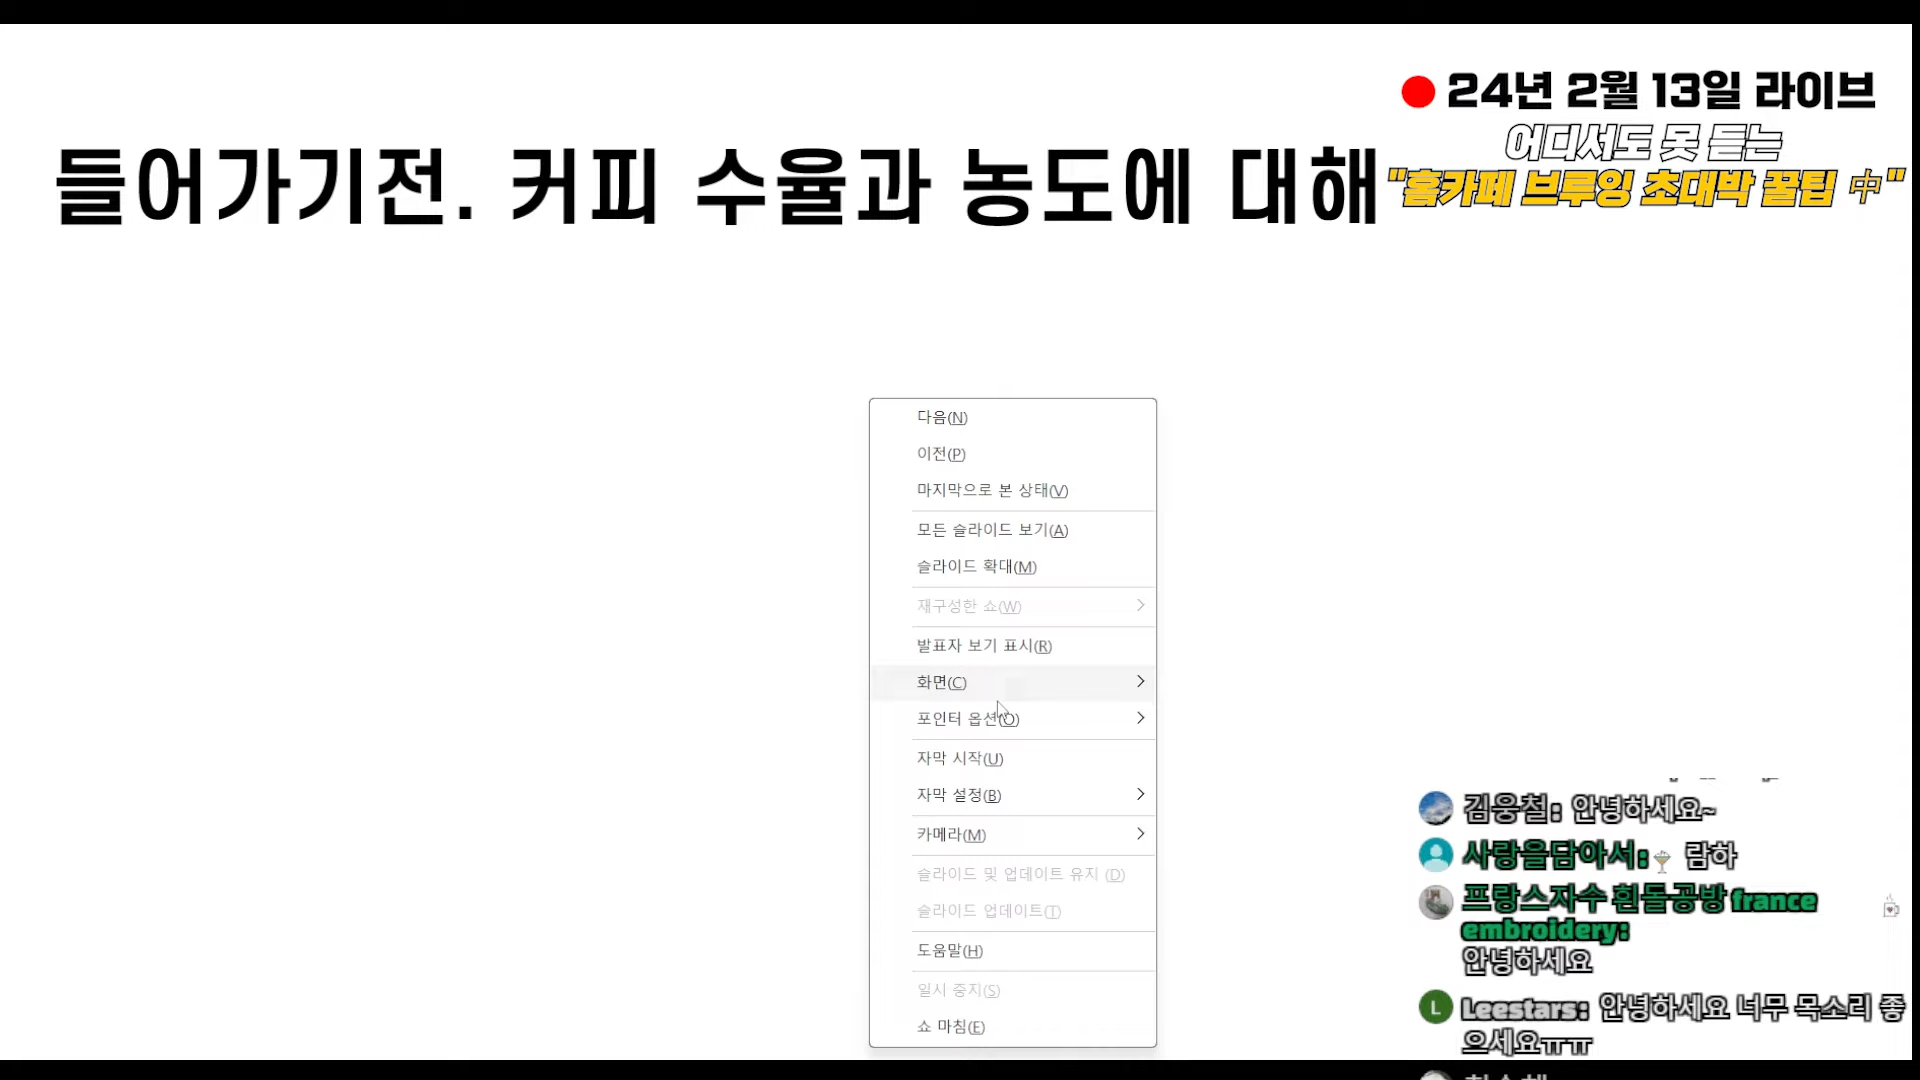 24년 2월 13일 라이브
어디서도 못 듣는
"홈카페 브루잉 초대박 꿀팁 中"
들어가기전. 커피 수율과 농도에 대해
다음(N)
이전(P)
마지막으로 본 상태(V)
모든 슬라이드 보기(A)
슬라이드 확대(M)
재구성한 쇼(W)
발표자 보기 표시(R)
화면(C)
포인터 옵션(O)
자막 시작(U)
자막 설정(B)
카메라(M)
슬라이드 및 업데이트 유지 (D)
슬라이드 업데이트(T)
도움말(H)
일시 중지(S)
쇼 마침(E)
김웅철: 안녕하세요~
사랑을담아서: 람하
프랑스자수 흰돌공방 france
embroidery:
안녕하세요
L
Leestars: 안녕하세요 너무 목소리 좋
으세요ㅠㅠ